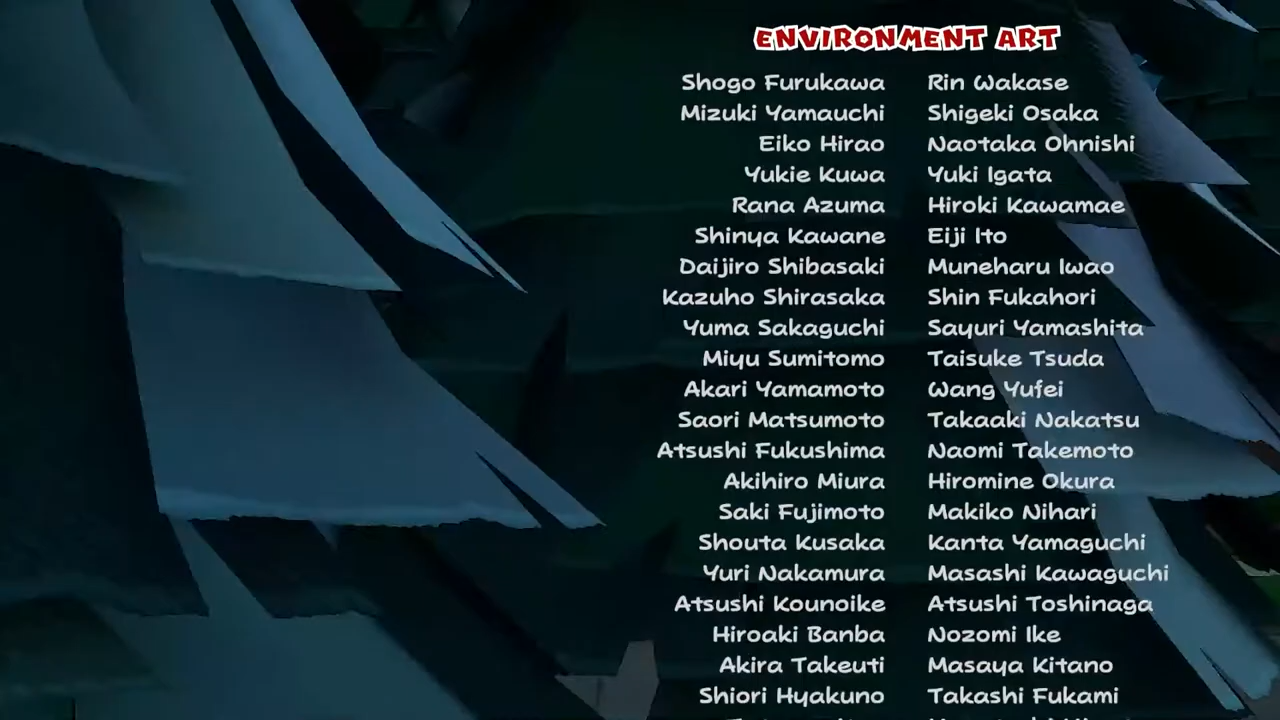 ENVIRONMENT ART
Shogo Furukawa Rin Wakase
Mizuki Yamauchi Shigeki Osaka
Eiko Hirao Naotaka Ohnishi
Yukie Kuwa Yuki Igata
Rana Azuma Hiroki Kawamae
Shinya Kawane Eiji Ito
Daijiro Shibasaki Muneharu Iwao
Kazuho Shirasaka Shin Fukahori
Yuma Sakaguchi Sayuri Yamashita
Miyu Sumitomo Taisuke Tsuda
Akari Yamamoto Wang Yufei
Saori Matsumoto Takaaki Nakatsu
Atsushi Fukushima Naomi Takemoto
Akihiro Miura Hiromine Okura
Saki Fujimoto Makiko Nihari
Shouta Kusaka Kanta Yamaguchi
Yuri Nakamura Masashi Kawaguchi
Atsushi Kounoike Atsushi Toshinaga
Hiroaki Banba Nozomi Ike
Akira Takeuti Masaya Kitano
Shiori Hyakuno Takashi Fukami